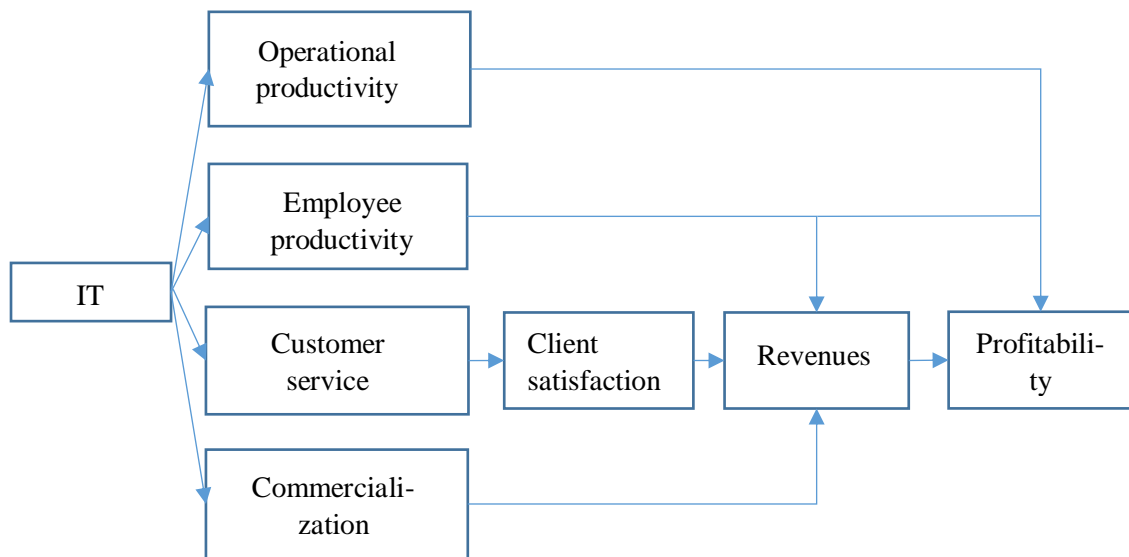 Operational
productivity
Employee
productivity
IT
Customer
service
Client
satisfaction
Revenues
Profitabili-
ty
Commerciali-
zation